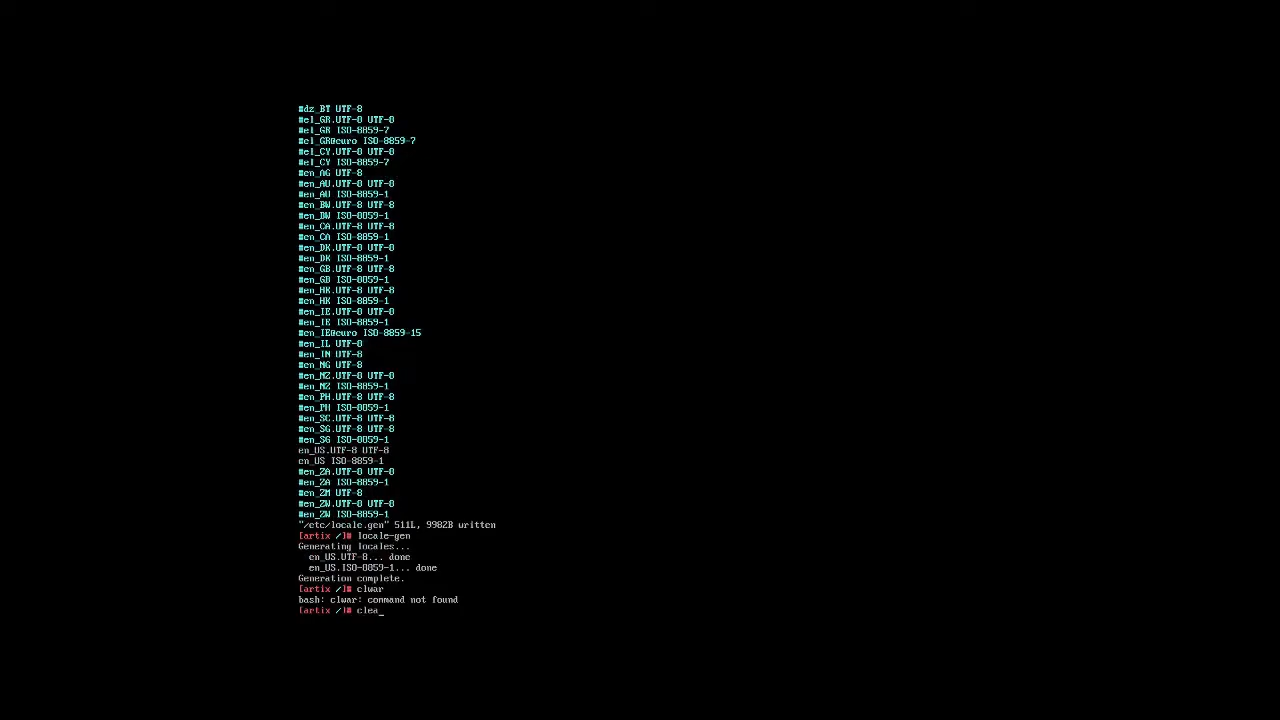 #dz_BT UTF-8
#el_GR.UTF-8 UTF-8
#el_GR ISO-8859-7
#el_GR@euro ISO-8859-7
#el_CY.UTF-8 UTF-8
#el_CY ISO-8859-7
#en_AG UTF-8
#en_AU.UTF-8 UTF-8
#en_AU ISO-8859-1
#en_BW.UTF-8 UTF-8
#en_BW ISO-8859-1
#en_CA.UTF-8 UTF-8
#en_CA ISO-8859-1
#en_DK.UTF-8 UTF-8
#en_DK ISO-8859-1
#en_GB.UTF-8 UTF-8
#en_GB ISO-8859-1
#en_HK.UTF-8 UTF-8
#en_HK ISO-8859-1
#en_IE.UTF-8 UTF-8
#en_IE ISO-8859-1
#en_IE@euro ISO-8859-15
#en_IL UTF-8
#en_IN UTF-8
#en_NG UTF-8
#en_NZ.UTF-8 UTF-8
#en_NZ ISO-8859-1
#en_PH.UTF-8 UTF-8
#en_PH ISO-8859-1
#en_SC.UTF-8 UTF-8
#en_SG.UTF-8 UTF-8
#en_SG ISO-8859-1
en_US.UTF-8 UTF-8
en_US ISO-8859-1
#en_ZA.UTF-8 UTF-8
#en_ZA ISO-8859-1
#en_ZM UTF-8
#en_ZW.UTF-8 UTF-8
#en_ZW ISO-8859-1
"/etc/locale.gen" 511L, 9982B written
[artix /]# locale-gen
Generating locales...
  en_US.UTF-8... done
  en_US.ISO-8859-1... done
Generation complete.
[artix /]# clwar
bash: clwar: command not found
[artix /]# clea_